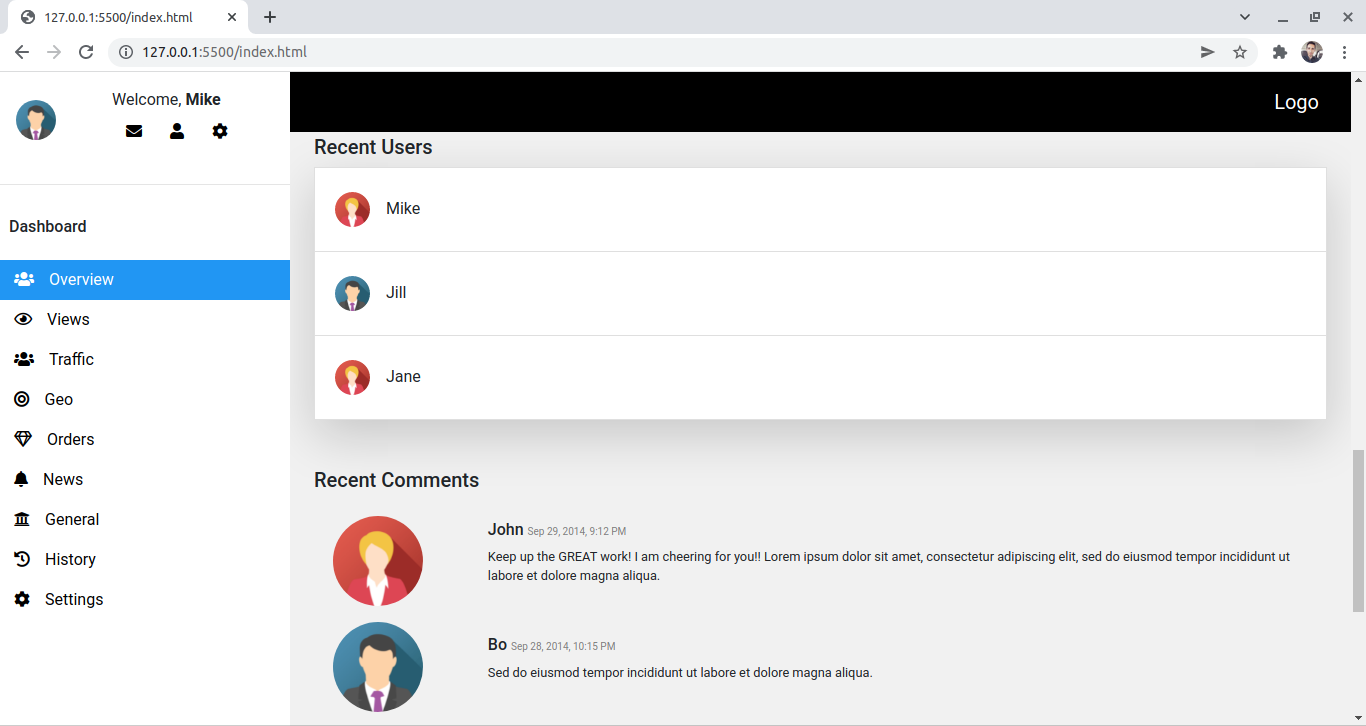 127.0.0.1:5500/index.html
127.0.0.1:5500/index.html
Welcome, Mike
Logo
Dashboard
Overview
Views
Traffic
Geo
Orders
News
General
History
Settings
Recent Users
Mike
Jill
Jane
Recent Comments
John Sep 29, 2014, 9:12 PM
Keep up the GREAT work! I am cheering for you!! Lorem ipsum dolor sit amet, consectetur adipiscing elit, sed do eiusmod tempor incididunt ut
labore et dolore magna aliqua.
Bo Sep 28, 2014, 10:15 PM
Sed do eiusmod tempor incididunt ut labore et dolore magna aliqua.